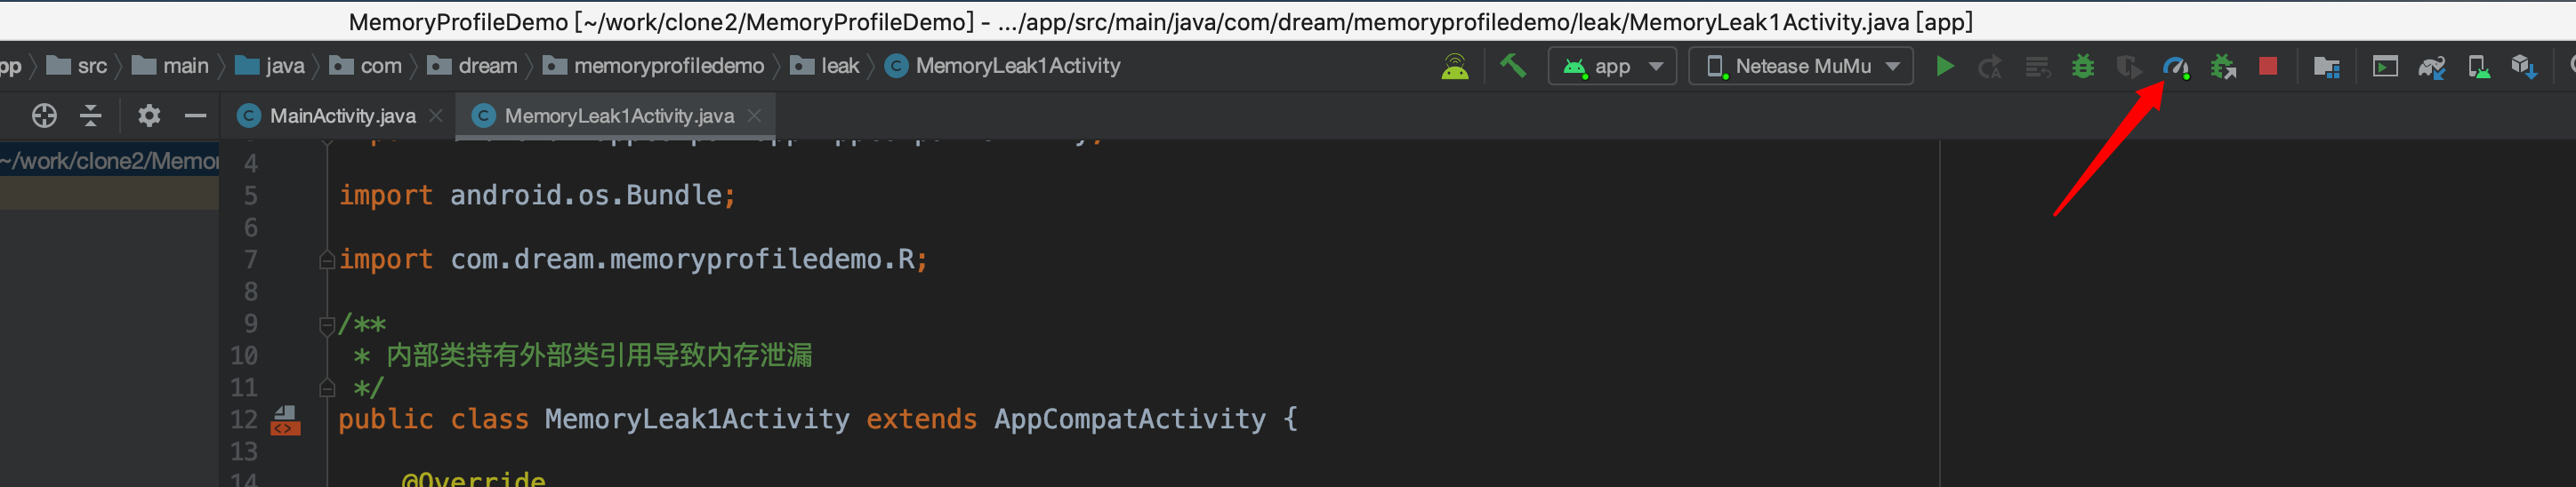 MemoryProfileDemo [~/work/clone2/MemoryProfileDemo] - .../app/src/main/java/com/dream/memoryprofiledemo/leak/MemoryLeak1Activity.java [app]
pp src main java com dream memoryprofiledemo leak MemoryLeak1Activity app Netease MuMu
MainActivity.java MemoryLeak1Activity.java
~/work/clone2/Memor
4
5 import android.os.Bundle;
6
7 import com.dream.memoryprofiledemo.R;
8
9 /**
10 * 内部类持有外部类引用导致内存泄漏
11 */
12 public class MemoryLeak1Activity extends AppCompatActivity {
13
14 @Override